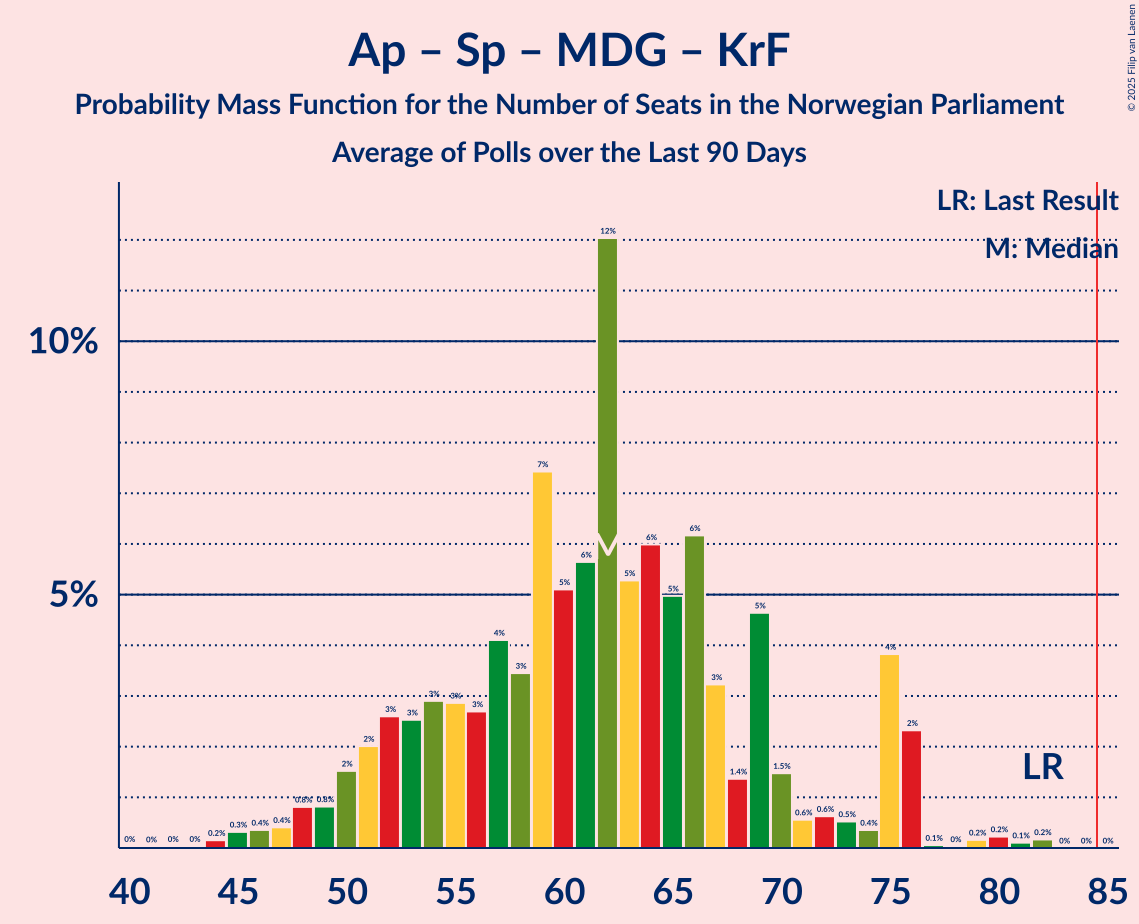 Ap – Sp – MDG – KrF
Probability Mass Function for the Number of Seats in the Norwegian Parliament
Average of Polls over the Last 90 Days
© 2025 Filip van Laenen
LR: Last Result
M: Median
10%
5%
0% 0% 0% 0% 0.2% 0.3% 0.4% 0.4% 0.8% 0.8% 2% 2% 3% 3% 3% 3% 3% 4% 3% 7% 5% 6% 12% 5% 6% 5% 6% 3% 1.4% 5% 1.5% 0.6% 0.6% 0.5% 0.4% 4% 2% 0.1% 0% 0.2% 0.2% 0.1% 0.2% 0% 0% 0%
LR
40 45 50 55 60 65 70 75 80 85